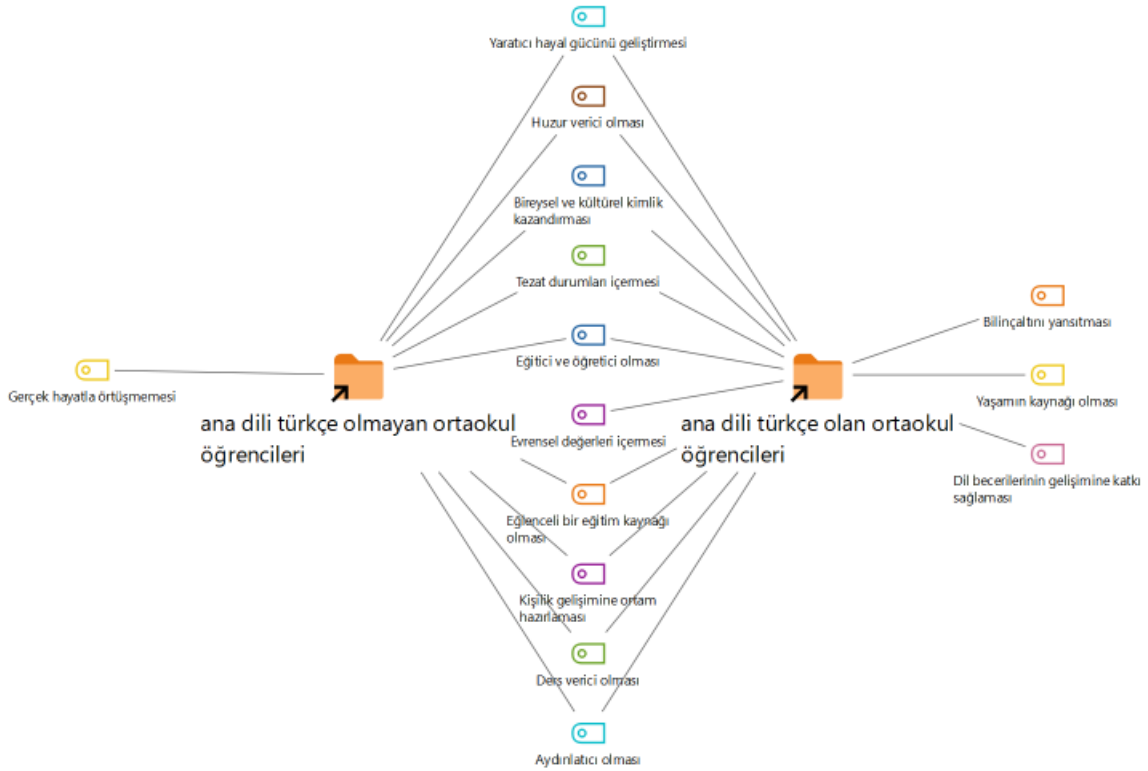 Yaratıcı hayal gücünü geliştirmesi
Huzur verici olması
Bireysel ve kültürel kimlik
kazandırması
Tezat durumları içermesi
Eğitici ve öğretici olması
Evrensel değerleri içermesi
Eğlenceli bir eğitim kaynağı
olması
Kişilik gelişimine ortam
hazırlaması
Ders verici olması
Aydınlatıcı olması
Gerçek hayatla örtüşmemesi
ana dili türkçe olmayan ortaokul
öğrencileri
ana dili türkçe olan ortaokul
öğrencileri
Bilinçaltını yansıtması
Yaşamın kaynağı olması
Dil becerilerinin gelişimine katkı
sağlaması